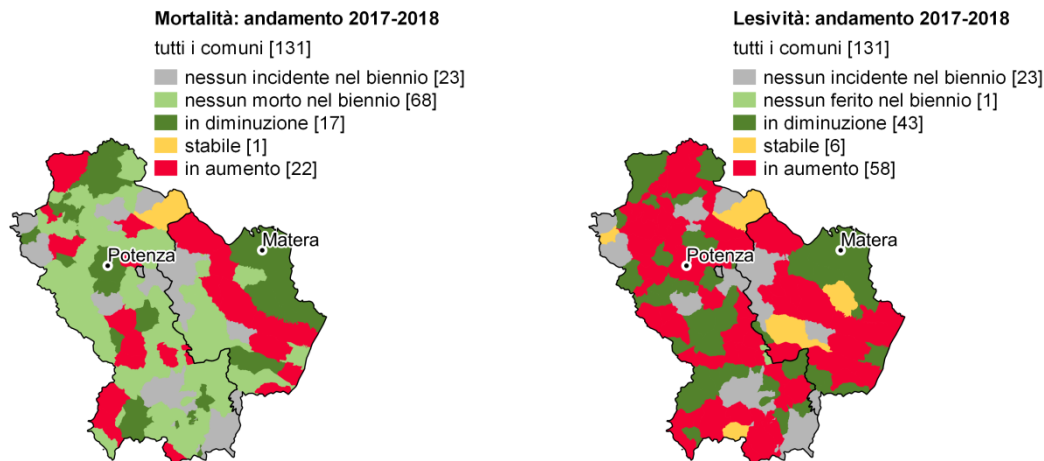 Mortalità: andamento 2017-2018
tutti i comuni [131]
nessun incidente nel biennio [23]
nessun morto nel biennio [68]
in diminuzione [17]
stabile [1]
in aumento [22]
Matera
Potenza
Lesività: andamento 2017-2018
tutti i comuni [131]
nessun incidente nel biennio [23]
nessun ferito nel biennio [1]
in diminuzione [43]
stabile [6]
in aumento [58]
Matera
Potenza